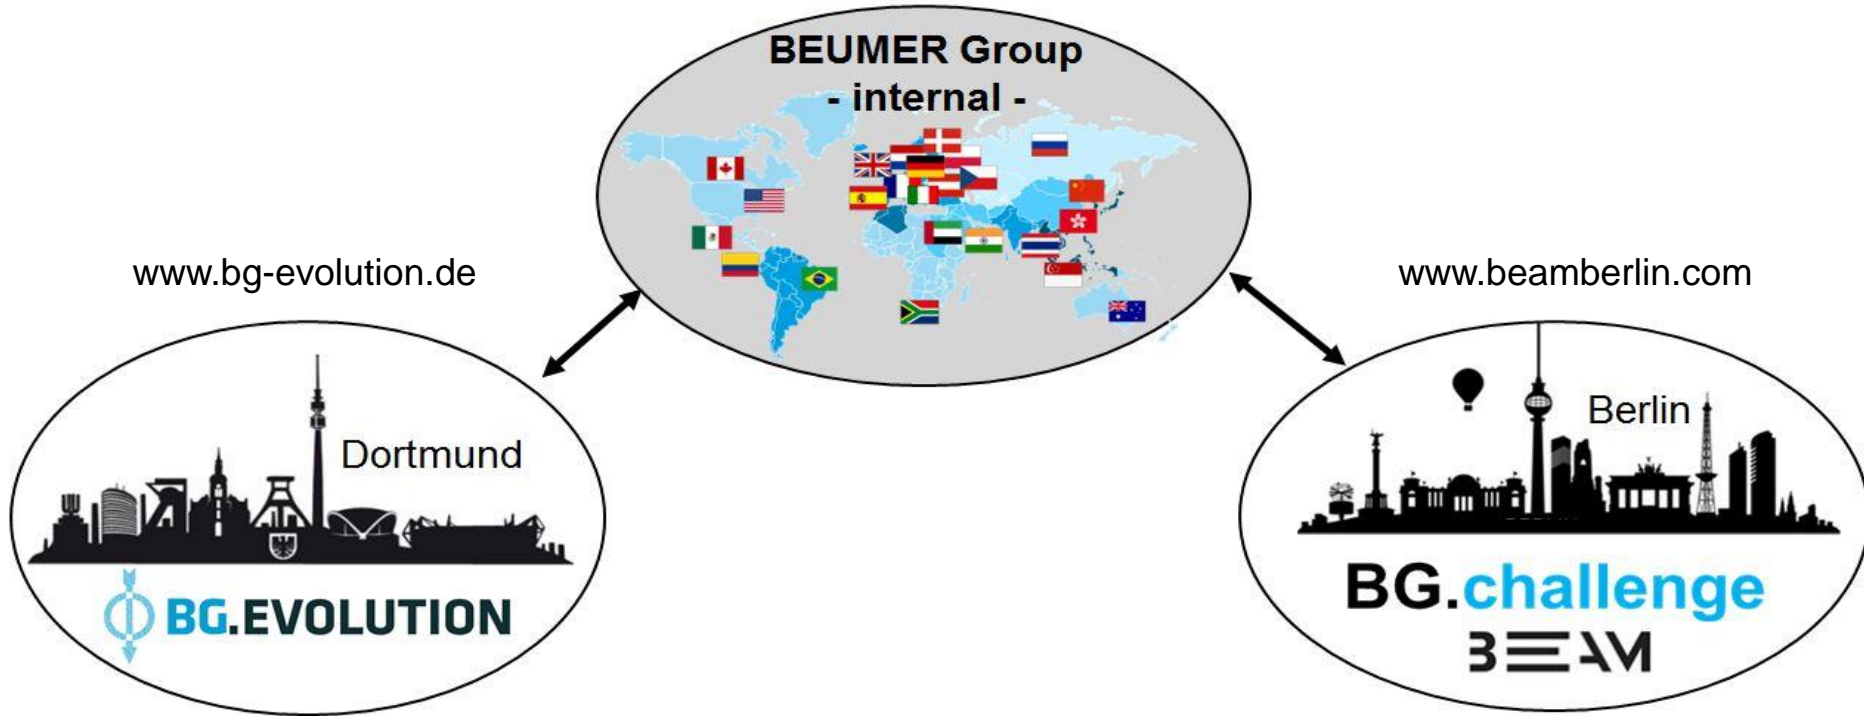 BEUMER Group
- internal -
www.bg-evolution.de
www.beamberlin.com
Dortmund
BG.EVOLUTION
Berlin
BG.challenge
BEAM